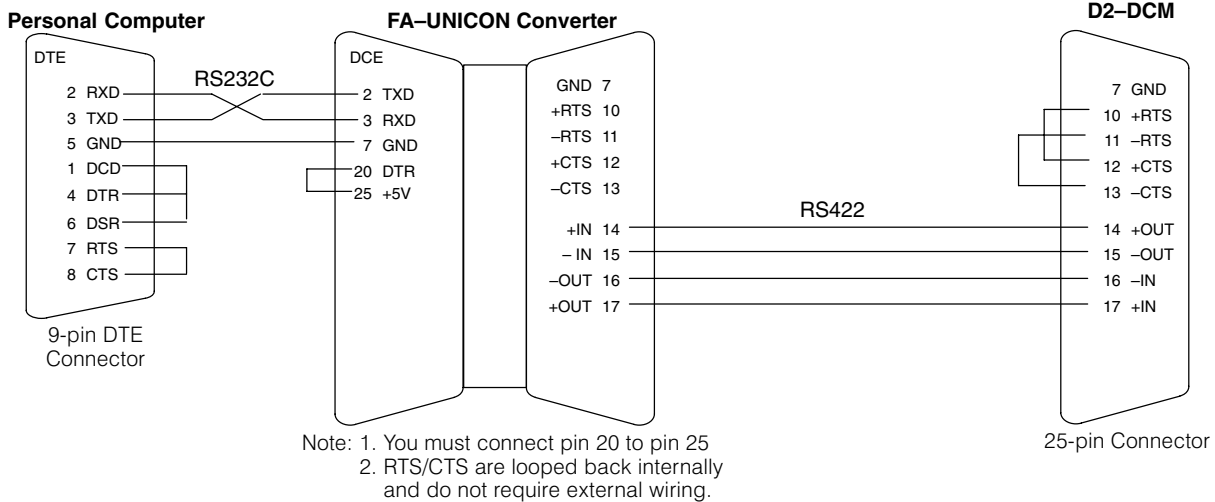 Personal Computer
FA–UNICON Converter
D2–DCM
DTE
2 RXD
3 TXD
5 GND
1 DCD
4 DTR
6 DSR
7 RTS
8 CTS
9-pin DTE
Connector
RS232C
DCE
2 TXD
3 RXD
7 GND
20 DTR
25 +5V
GND 7
+RTS 10
–RTS 11
+CTS 12
–CTS 13
+IN 14
– IN 15
–OUT 16
+OUT 17
RS422
7 GND
10 +RTS
11 –RTS
12 +CTS
13 –CTS
14 +OUT
15 –OUT
16 –IN
17 +IN
25-pin Connector
Note: 1. You must connect pin 20 to pin 25
2. RTS/CTS are looped back internally
and do not require external wiring.